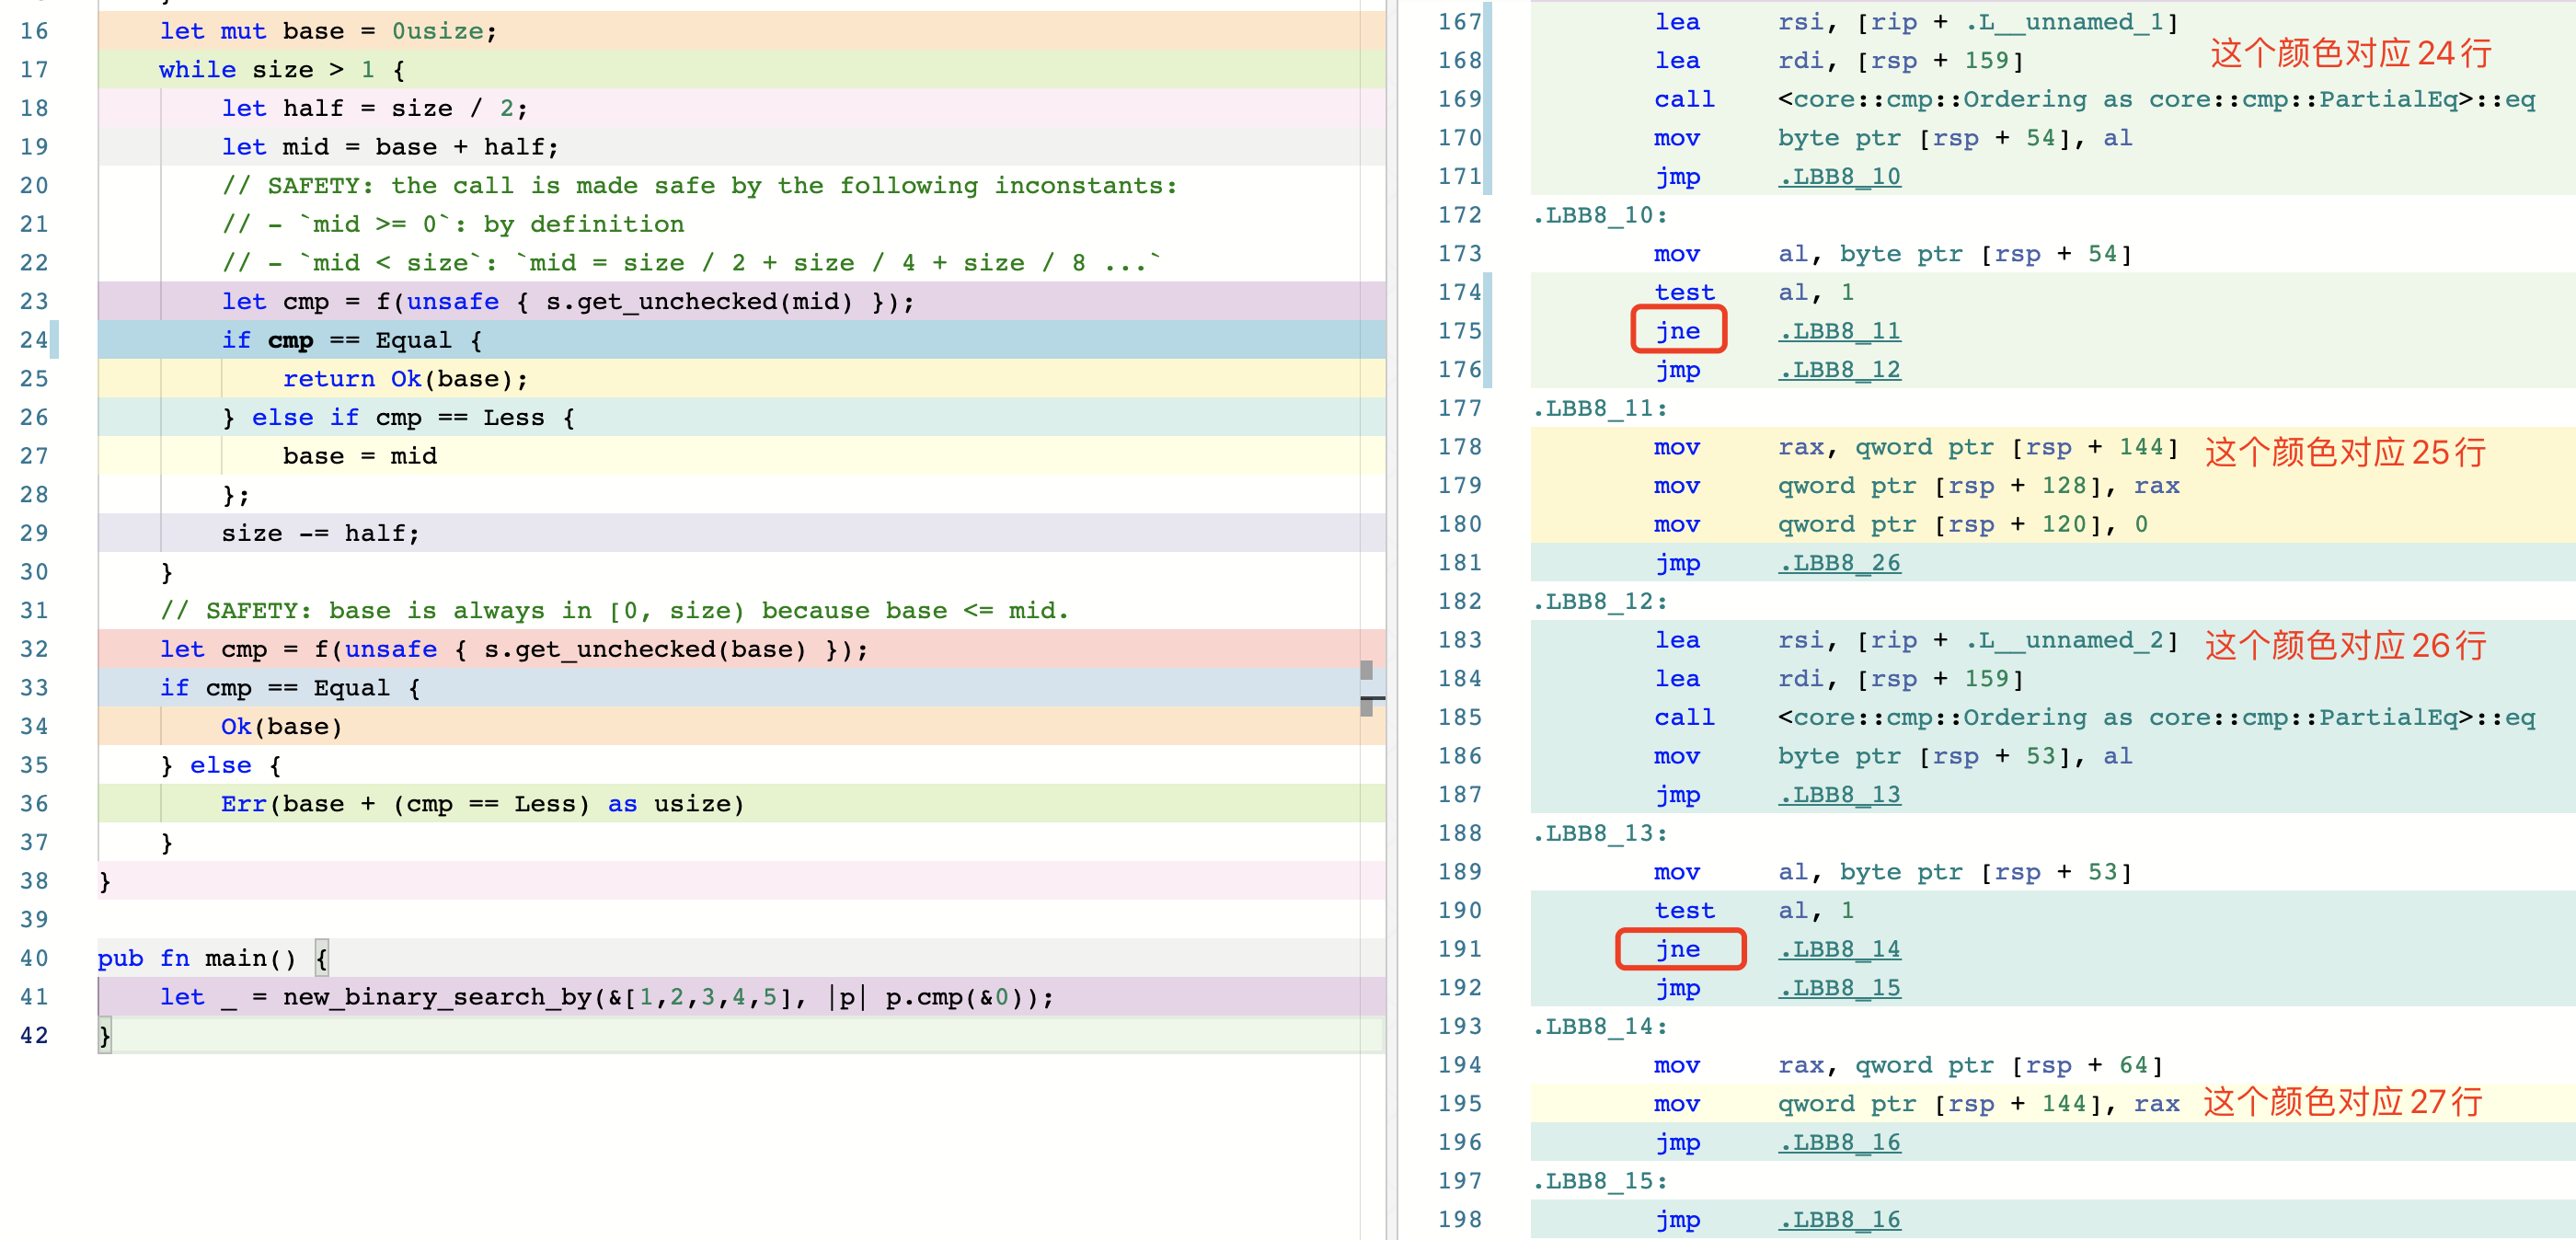 16 let mut base = 0usize;
17 while size > 1 {
18 let half = size / 2;
19 let mid = base + half;
20 // SAFETY: the call is made safe by the following inconstants:
21 // - `mid >= 0`: by definition
22 // - `mid < size`: `mid = size / 2 + size / 4 + size / 8 ...`
23 let cmp = f(unsafe { s.get_unchecked(mid) });
24 if cmp == Equal {
25 return Ok(base);
26 } else if cmp == Less {
27 base = mid
28 };
29 size -= half;
30 }
31 // SAFETY: base is always in [0, size) because base <= mid.
32 let cmp = f(unsafe { s.get_unchecked(base) });
33 if cmp == Equal {
34 Ok(base)
35 } else {
36 Err(base + (cmp == Less) as usize)
37 }
38 }
39
40 pub fn main() {
41 let _ = new_binary_search_by(&[1,2,3,4,5], |p| p.cmp(&0));
42 }
167 lea rsi, [rip + .L__unnamed_1]
这个颜色对应24行
168 lea rdi, [rsp + 159]
169 call <core::cmp::Ordering as core::cmp::PartialEq>::eq
170 mov byte ptr [rsp + 54], al
171 jmp .LBB8_10
172 .LBB8_10:
173 mov al, byte ptr [rsp + 54]
174 test al, 1
175 jne .LBB8_11
176 jmp .LBB8_12
177 .LBB8_11:
178 mov rax, qword ptr [rsp + 144] 这个颜色对应25行
179 mov qword ptr [rsp + 128], rax
180 mov qword ptr [rsp + 120], 0
181 jmp .LBB8_26
182 .LBB8_12:
183 lea rsi, [rip + .L__unnamed_2] 这个颜色对应26行
184 lea rdi, [rsp + 159]
185 call <core::cmp::Ordering as core::cmp::PartialEq>::eq
186 mov byte ptr [rsp + 53], al
187 jmp .LBB8_13
188 .LBB8_13:
189 mov al, byte ptr [rsp + 53]
190 test al, 1
191 jne .LBB8_14
192 jmp .LBB8_15
193 .LBB8_14:
194 mov rax, qword ptr [rsp + 64]
195 mov qword ptr [rsp + 144], rax 这个颜色对应27行
196 jmp .LBB8_16
197 .LBB8_15:
198 jmp .LBB8_16